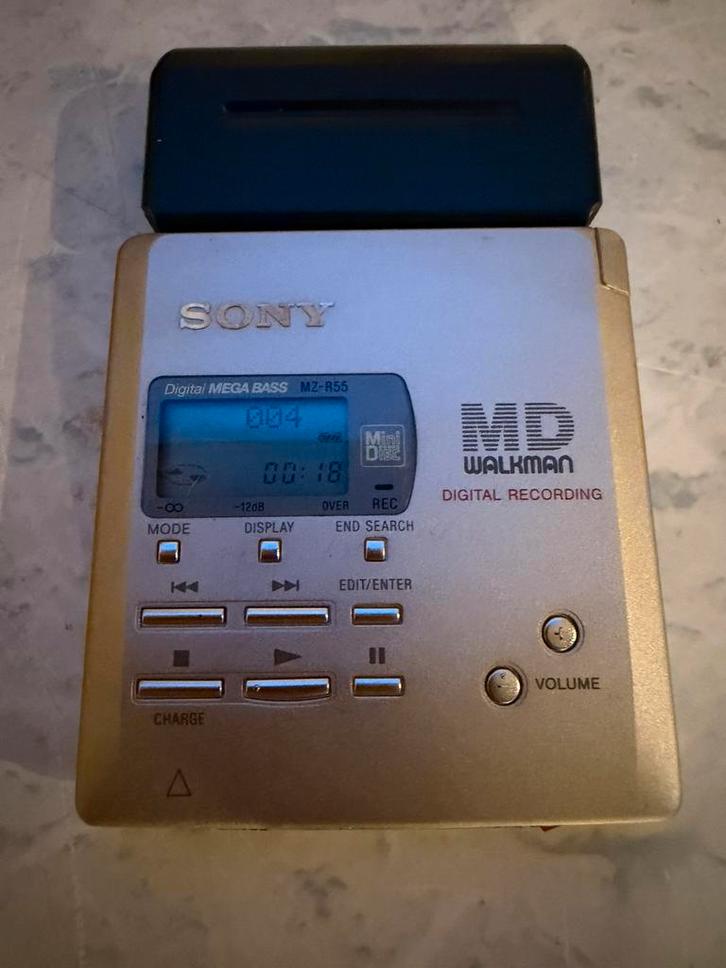 SONY
Digital MEGA BASS MZ-R55
004
00:18
Mini
Disc
-∞ -12dB OVER REC
MD
WALKMAN
DIGITAL RECORDING
MODE DISPLAY END SEARCH
EDIT/ENTER
VOLUME
CHARGE